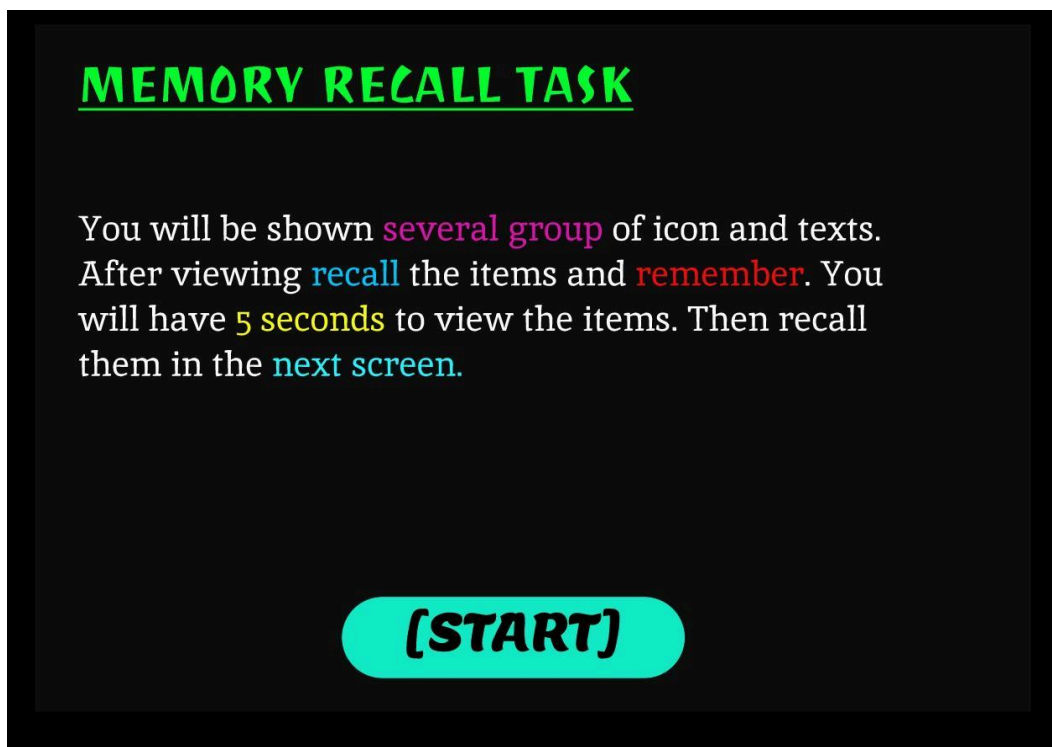 MEMORY RECALL TASK
You will be shown several group of icon and texts.
After viewing recall the items and remember. You
will have 5 seconds to view the items. Then recall
them in the next screen.
[START]